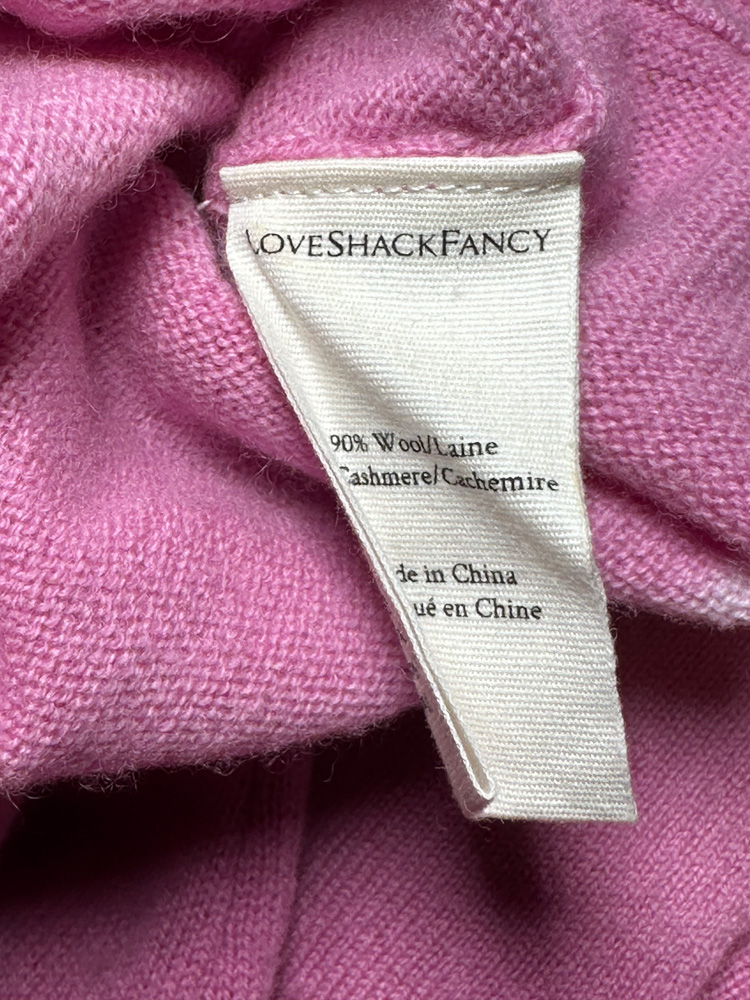 LOVESHACKFANCY
90% Wool/Laine
Cashmere/Cachemire
de in China
ué en Chine